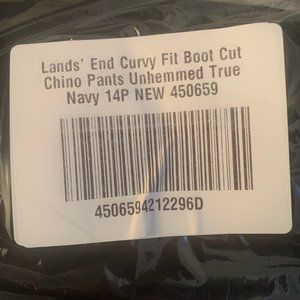 Lands' End Curvy Fit Boot Cut
Chino Pants Unhemmed True
Navy 14P NEW 450659
4506594212296D